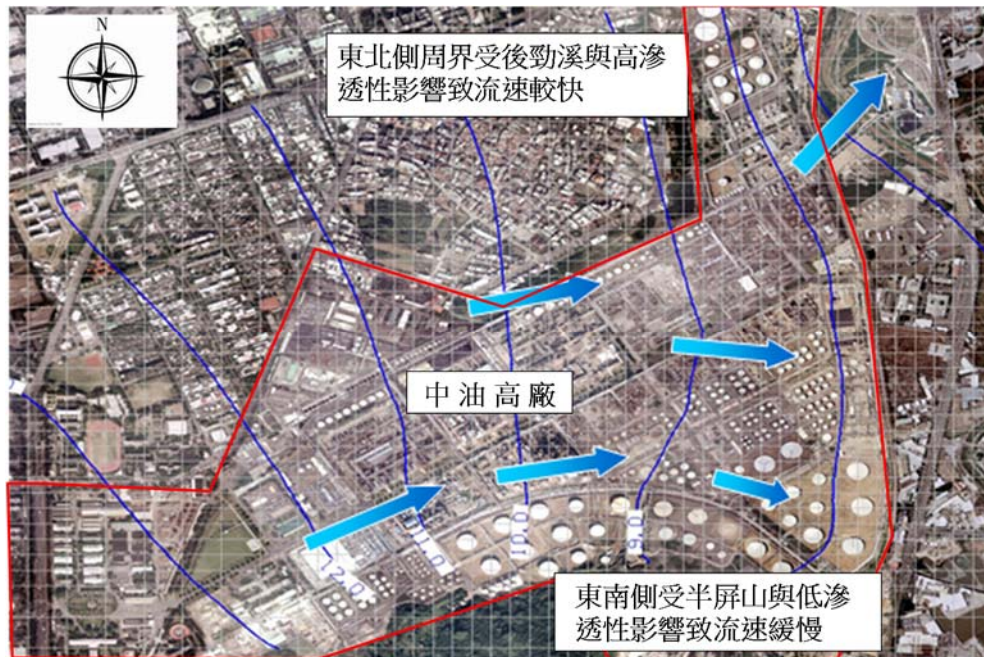 N
東北側周界受後勁溪與高滲
透性影響致流速較快
中油高廠
12.0
11.0
10.0
9.0
東南側受半屏山與低滲
透性影響致流速緩慢